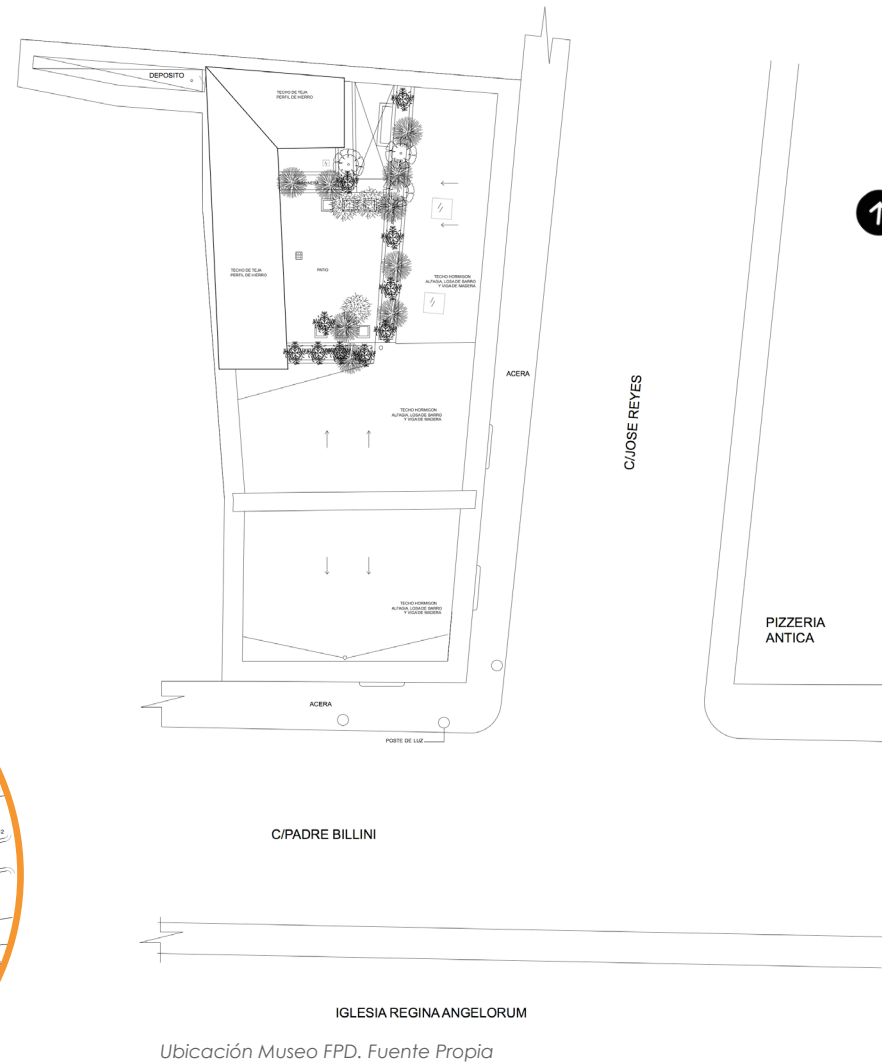 DEPOSITO
TECHO DE TEJA
PERFIL DE HIERRO
TECHO DE TEJA
PERFIL DE HIERRO
PATIO
TECHO HORMIGON
ALFAGIA, LOSA DE BARRO
Y VIGA DE MADERA
ACERA
C/JOSE REYES
TECHO HORMIGON
ALFAGIA, LOSA DE BARRO
Y VIGA DE MADERA
TECHO HORMIGON
ALFAGIA, LOSA DE BARRO
Y VIGA DE MADERA
PIZZERIA
ANTICA
ACERA
POSTE DE LUZ
C/PADRE BILLINI
IGLESIA REGINA ANGELORUM
Ubicación Museo FPD. Fuente Propia